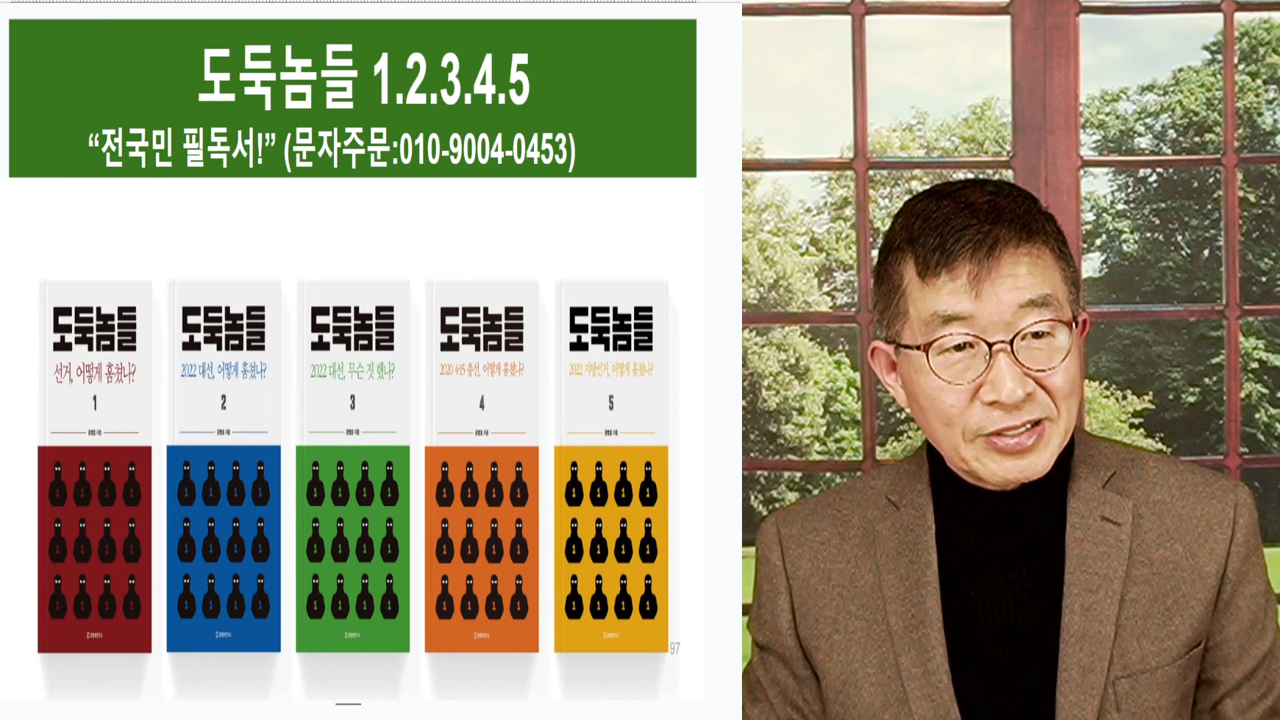 도둑놈들 1.2.3.4.5
“전국민 필독서!” (문자주문:010-9004-0453)
도둑놈들
선거, 어떻게 훔쳤나?
1
도둑놈들
2022 대선, 어떻게 훔쳤나?
2
도둑놈들
2022 대선, 무슨 짓 했나?
3
도둑놈들
2020 4·15 총선, 어떻게 훔쳤나?
4
도둑놈들
2022 지방선거, 어떻게 훔쳤나?
5
97